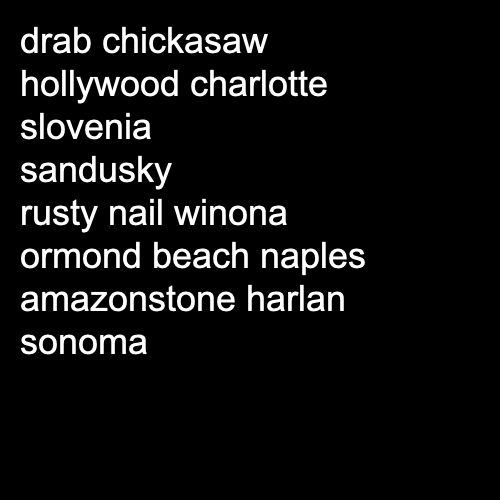 drab chickasaw
hollywood charlotte
slovenia
sandusky
rusty nail winona
ormond beach naples
amazonstone harlan
sonoma